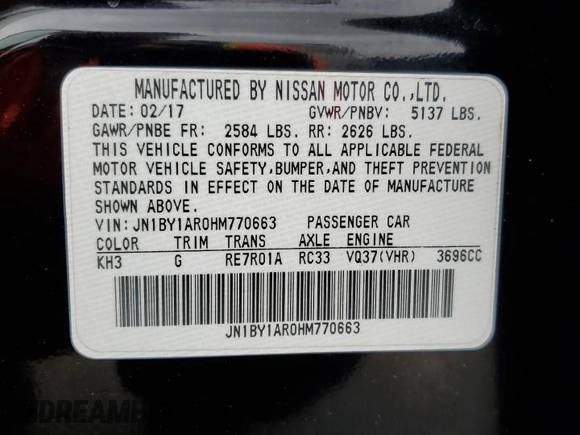 MANUFACTURED BY NISSAN MOTOR CO.,LTD.
DATE: 02/17 GVWR/PNBV: 5137 LBS.
GAWR/PNBE FR: 2584 LBS. RR: 2626 LBS.
THIS VEHICLE CONFORMS TO ALL APPLICABLE FEDERAL
MOTOR VEHICLE SAFETY,BUMPER,AND THEFT PREVENTION
STANDARDS IN EFFECT ON THE DATE OF MANUFACTURE
SHOWN ABOVE.
VIN:JN1BY1AR0HM770663 PASSENGER CAR
COLOR TRIM TRANS AXLE ENGINE
KH3 G RE7R01A RC33 VQ37(VHR) 3696CC
JN1BY1AR0HM770663